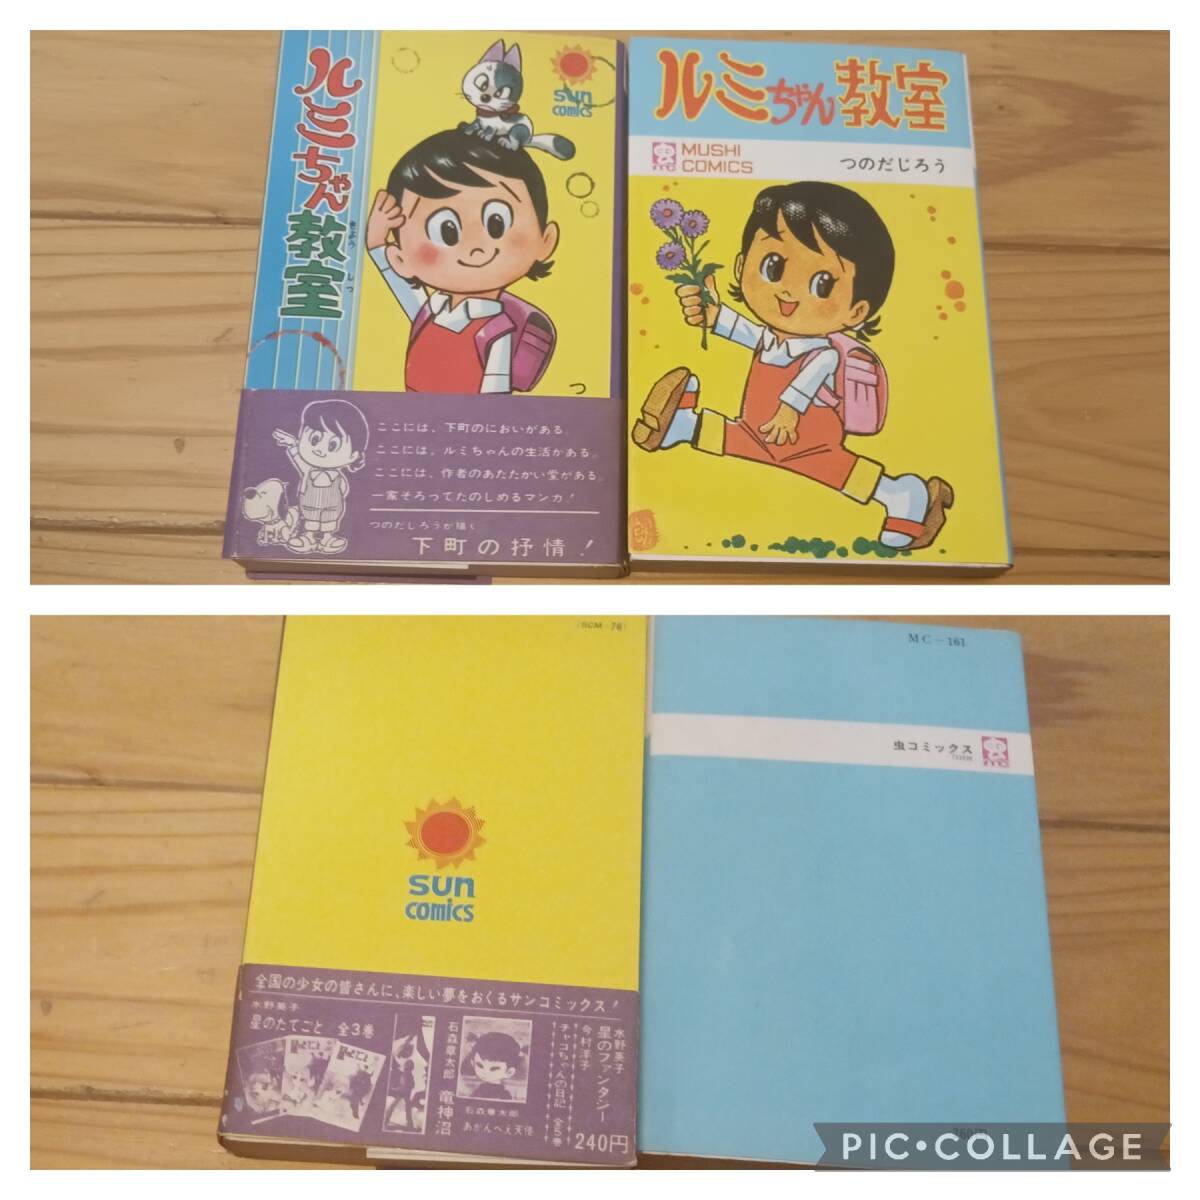 ルミちゃん教室
きょうしつ
sun
comics
つ
ここには、下町のにおいがある。
ここには、ルミちゃんの生活がある。
ここには、作者のあたたかい堂がある。
一家そろってたのしめるマンガ!
つのだじろうが描く
下町の抒情!
ルミちゃん教室
MUSHI
COMICS
つのだじろう
(SCM-76)
sun
comics
全国の少女の皆さんに、楽しい夢をおくるサンコミックス!
水野英子
星のたてごと 全3巻
石森章太郎 竜神沼
石森章太郎
あかんべえ天使
水野英子
星のファンタジー
今村洋子
チャコちゃんの日記 全5巻
240円
MC-161
虫コミックス
PIC•COLLAGE